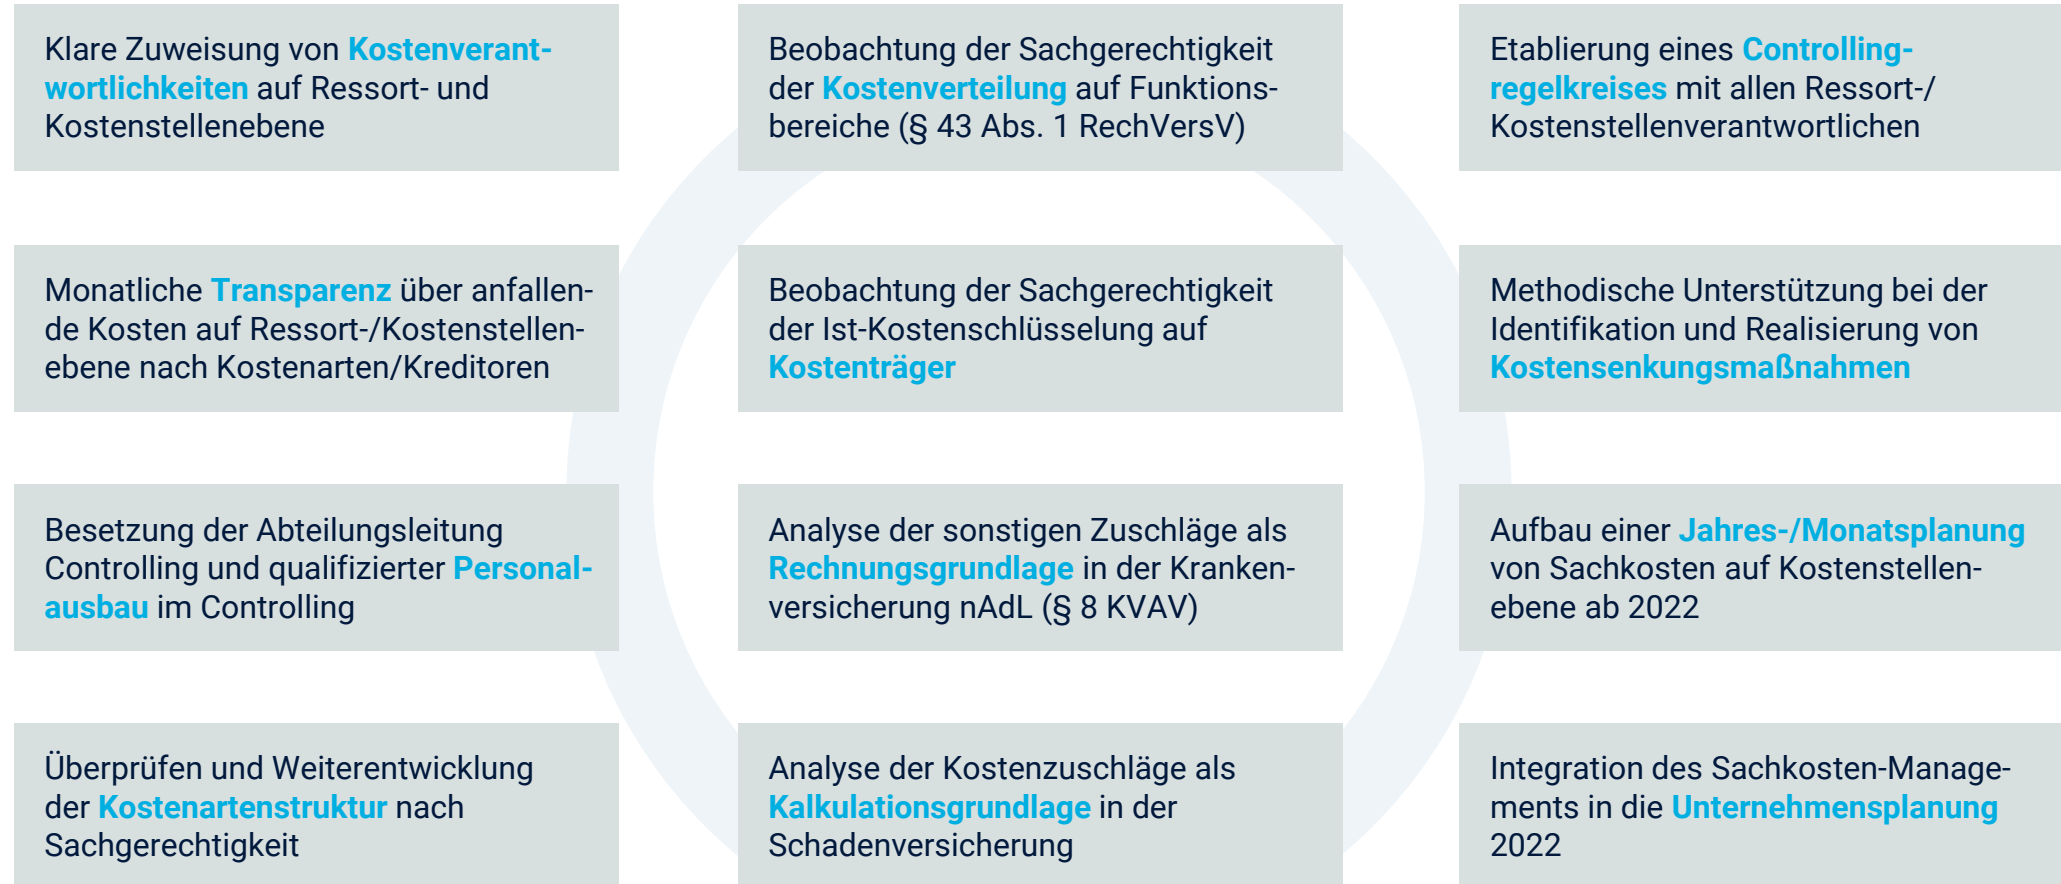 Klare Zuweisung von Kostenverant-
wortlichkeiten auf Ressort- und
Kostenstellenebene
Beobachtung der Sachgerechtigkeit
der Kostenverteilung auf Funktions-
bereiche (§ 43 Abs. 1 RechVersV)
Etablierung eines Controlling-
regelkreises mit allen Ressort-/
Kostenstellenverantwortlichen
Monatliche Transparenz über anfallen-
de Kosten auf Ressort-/Kostenstellen-
ebene nach Kostenarten/Kreditoren
Beobachtung der Sachgerechtigkeit
der Ist-Kostenschlüsselung auf
Kostenträger
Methodische Unterstützung bei der
Identifikation und Realisierung von
Kostensenkungsmaßnahmen
Besetzung der Abteilungsleitung
Controlling und qualifizierter Personal-
ausbau im Controlling
Analyse der sonstigen Zuschläge als
Rechnungsgrundlage in der Kranken-
versicherung nAdL (§ 8 KVAV)
Aufbau einer Jahres-/Monatsplanung
von Sachkosten auf Kostenstellen-
ebene ab 2022
Überprüfen und Weiterentwicklung
der Kostenartenstruktur nach
Sachgerechtigkeit
Analyse der Kostenzuschläge als
Kalkulationsgrundlage in der
Schadenversicherung
Integration des Sachkosten-Manage-
ments in die Unternehmensplanung
2022